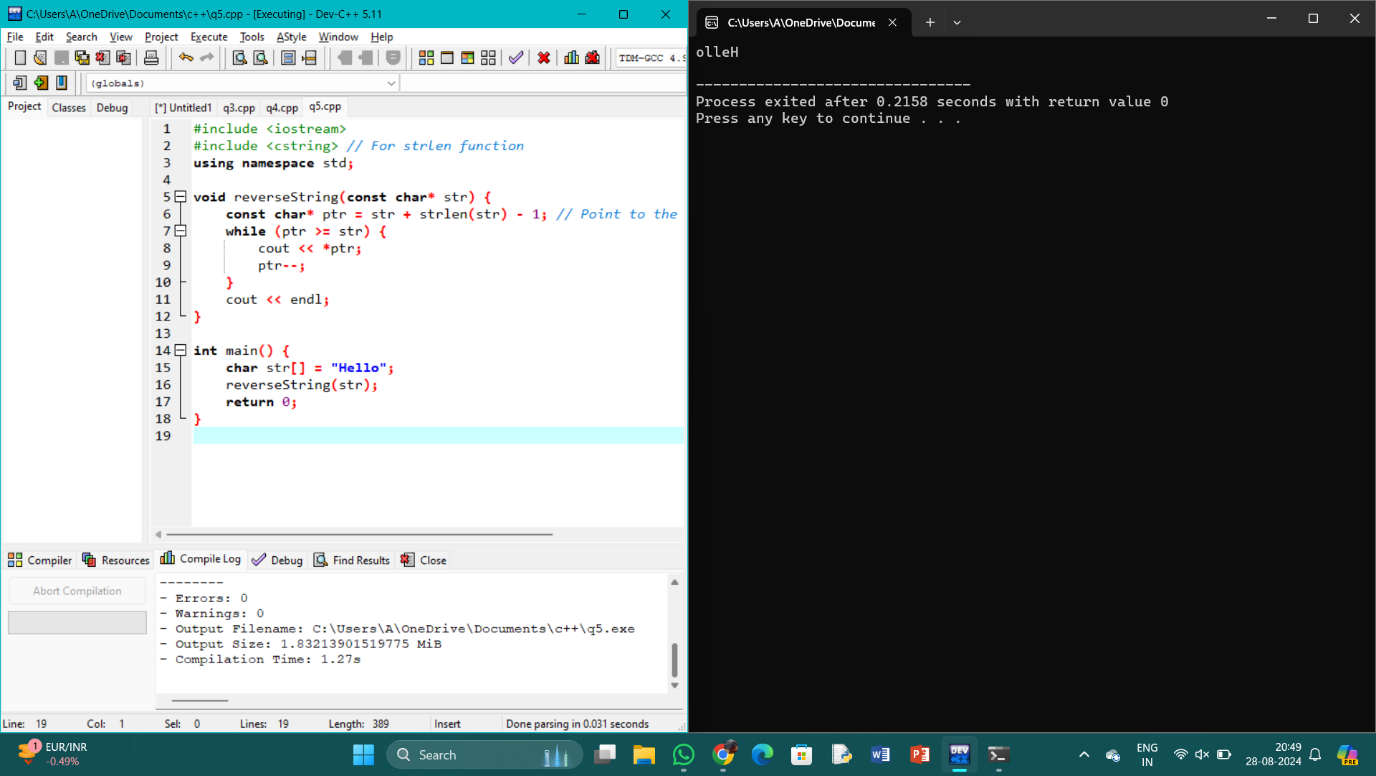 C:\Users\A\OneDrive\Documents\c++\q5.cpp - [Executing] - Dev-C++ 5.11
File Edit Search View Project Execute Tools AStyle Window Help
TDM-GCC 4.9
(globals)
Project Classes Debug
[*] Untitled1 q3.cpp q4.cpp q5.cpp
1 #include <iostream>
2 #include <cstring> // For strlen function
3 using namespace std;
4
5 void reverseString(const char* str) {
6 const char* ptr = str + strlen(str) - 1; // Point to the
7 while (ptr >= str) {
8 cout << *ptr;
9 ptr--;
10 }
11 cout << endl;
12 }
13
14 int main() {
15 char str[] = "Hello";
16 reverseString(str);
17 return 0;
18 }
19
Compiler Resources Compile Log Debug Find Results Close
Abort Compilation
--------
- Errors: 0
- Warnings: 0
- Output Filename: C:\Users\A\OneDrive\Documents\c++\q5.exe
- Output Size: 1.83213901519775 MiB
- Compilation Time: 1.27s
Line: 19 Col: 1 Sel: 0 Lines: 19 Length: 389 Insert Done parsing in 0.031 seconds
C:\Users\A\OneDrive\Docume
olleH
--------------------------------
Process exited after 0.2158 seconds with return value 0
Press any key to continue . . .
1 EUR/INR
-0.49%
Search
DEV
ENG
IN
20:49
28-08-2024
PRE